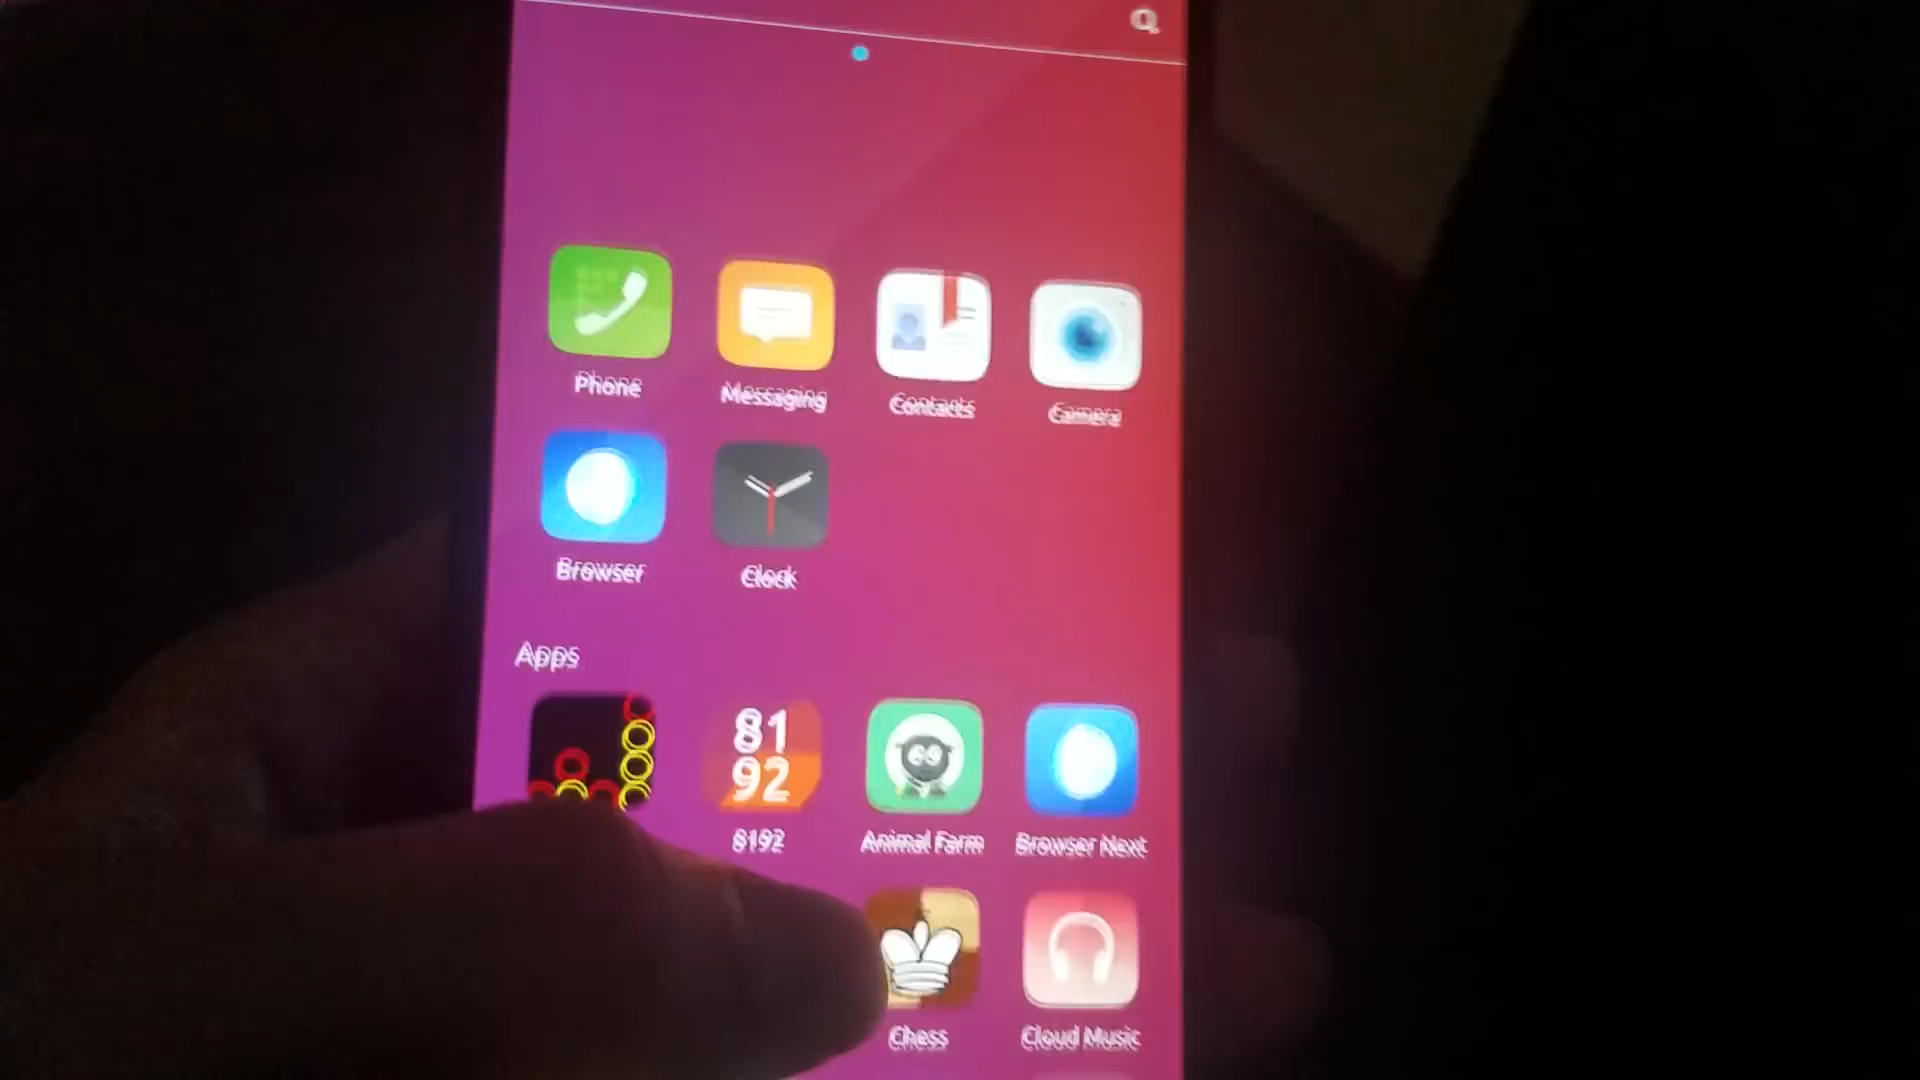 Phone
Messaging
Contacts
Camera
Browser
Clock
Apps
81
92
8192
Animal Farm
Browser Next
Chess
Cloud Music